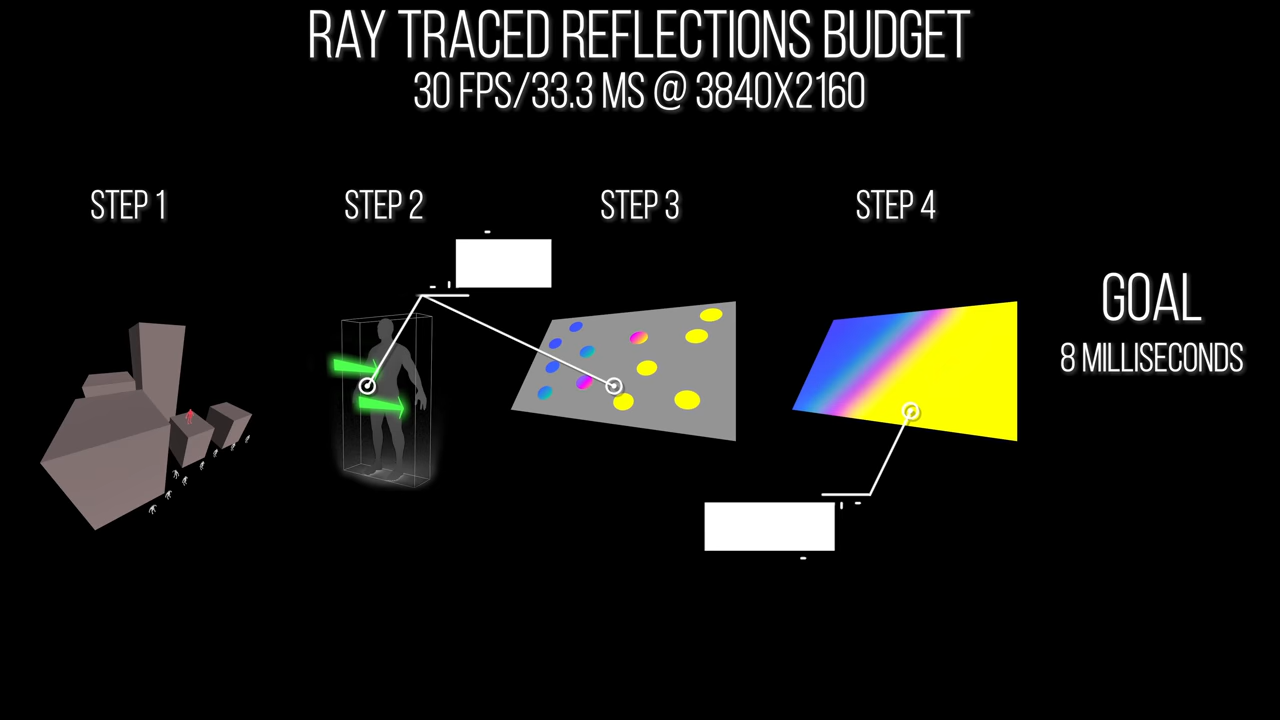 RAY TRACED REFLECTIONS BUDGET
30 FPS/33.3 MS @ 3840X2160
STEP 1
STEP 2
STEP 3
STEP 4
GOAL
8 MILLISECONDS